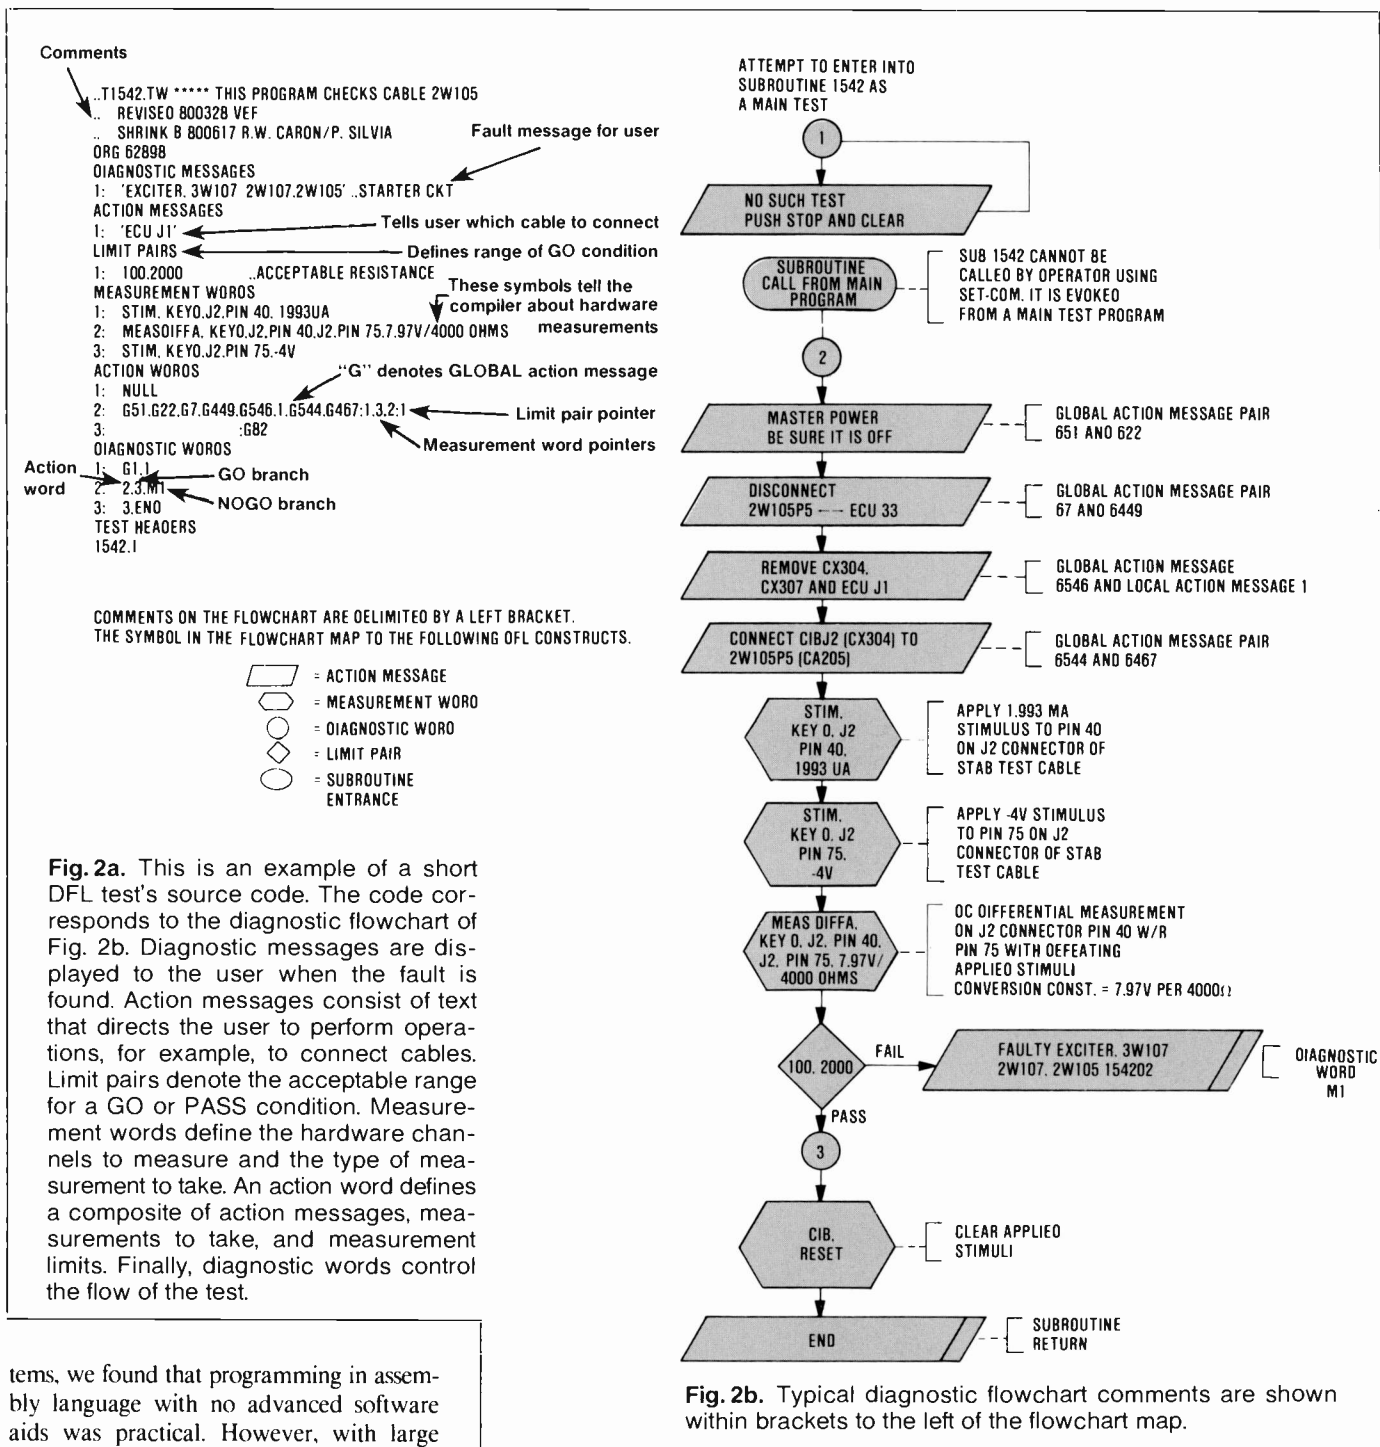 Comments
..T1542.TW ***** THIS PROGRAM CHECKS CABLE 2W105
.. REVISEO 800328 VEF
.. SHRINK B 800617 R.W. CARON/P. SILVIA
Fault message for user
ORG 62898
OIAGNOSTIC MESSAGES
1: 'EXCITER. 3W107 2W107.2W105' ..STARTER CKT
ACTION MESSAGES
1: 'ECU J1'
Tells user which cable to connect
LIMIT PAIRS
Defines range of GO condition
1: 100.2000 ..ACCEPTABLE RESISTANCE
MEASUREMENT WOROS
These symbols tell the
compiler about hardware
measurements
1: STIM, KEYO.J2.PIN 40. 1993UA
2: MEASOIFFA, KEYO.J2.PIN 40.J2.PIN 75.7.97V/4000 OHMS
3: STIM, KEYO.J2.PIN 75.-4V
ACTION WOROS
"G" denotes GLOBAL action message
1: NULL
2: G51.G22.G7.G449.G546.1.G544.G467:1.3.2:1
Limit pair pointer
3: :G82
Measurement word pointers
OIAGNOSTIC WOROS
Action
word
1: G1.1
GO branch
2: 2.3.M1
NOGO branch
3: 3.ENO
TEST HEAOERS
1542.I
COMMENTS ON THE FLOWCHART ARE OELIMITED BY A LEFT BRACKET.
THE SYMBOL IN THE FLOWCHART MAP TO THE FOLLOWING OFL CONSTRUCTS.
= ACTION MESSAGE
= MEASUREMENT WORO
= OIAGNOSTIC WORO
= LIMIT PAIR
= SUBROUTINE
ENTRANCE
Fig. 2a. This is an example of a short
DFL test's source code. The code cor-
responds to the diagnostic flowchart of
Fig. 2b. Diagnostic messages are dis-
played to the user when the fault is
found. Action messages consist of text
that directs the user to perform opera-
tions, for example, to connect cables.
Limit pairs denote the acceptable range
for a GO or PASS condition. Measure-
ment words define the hardware chan-
nels to measure and the type of mea-
surement to take. An action word defines
a composite of action messages, mea-
surements to take, and measurement
limits. Finally, diagnostic words control
the flow of the test.
tems, we found that programming in assem-
bly language with no advanced software
aids was practical. However, with large
ATTEMPT TO ENTER INTO
SUBROUTINE 1542 AS
A MAIN TEST
1
NO SUCH TEST
PUSH STOP AND CLEAR
SUBROUTINE
CALL FROM MAIN
PROGRAM
SUB 1542 CANNOT BE
CALLED BY OPERATOR USING
SET-COM. IT IS EVOKEO
FROM A MAIN TEST PROGRAM
2
MASTER POWER
BE SURE IT IS OFF
GLOBAL ACTION MESSAGE PAIR
651 AND 622
DISCONNECT
2W105P5 --- ECU 33
GLOBAL ACTION MESSAGE PAIR
67 ANO 6449
REMOVE CX304.
CX307 AND ECU J1
GLOBAL ACTION MESSAGE
6546 AND LOCAL ACTION MESSAGE 1
CONNECT CIBJ2 (CX304) TO
2W105P5 (CA205)
GLOBAL ACTION MESSAGE PAIR
6544 AND 6467
STIM,
KEY 0. J2
PIN 40.
1993 UA
APPLY 1.993 MA
STIMULUS TO PIN 40
ON J2 CONNECTOR OF
STAB TEST CABLE
STIM,
KEY 0. J2
PIN 75.
-4V
APPLY -4V STIMULUS
TO PIN 75 ON J2
CONNECTOR OF STAB
TEST CABLE
MEAS DIFFA,
KEY 0. J2, PIN 40.
J2. PIN 75. 7.97V/
4000 OHMS
OC OIFFERENTIAL MEASUREMENT
ON J2 CONNECTOR PIN 40 W/R
PIN 75 WITH OEFEATING
APPLIEO STIMULI
CONVERSION CONST. = 7.97V PER 4000Ω
100. 2000
FAIL
FAULTY EXCITER. 3W107
2W107. 2W105 154202
OIAGNOSTIC
WORD
M1
PASS
3
CIB.
RESET
CLEAR APPLIEO
STIMULI
END
SUBROUTINE
RETURN
Fig. 2b. Typical diagnostic flowchart comments are shown
within brackets to the left of the flowchart map.